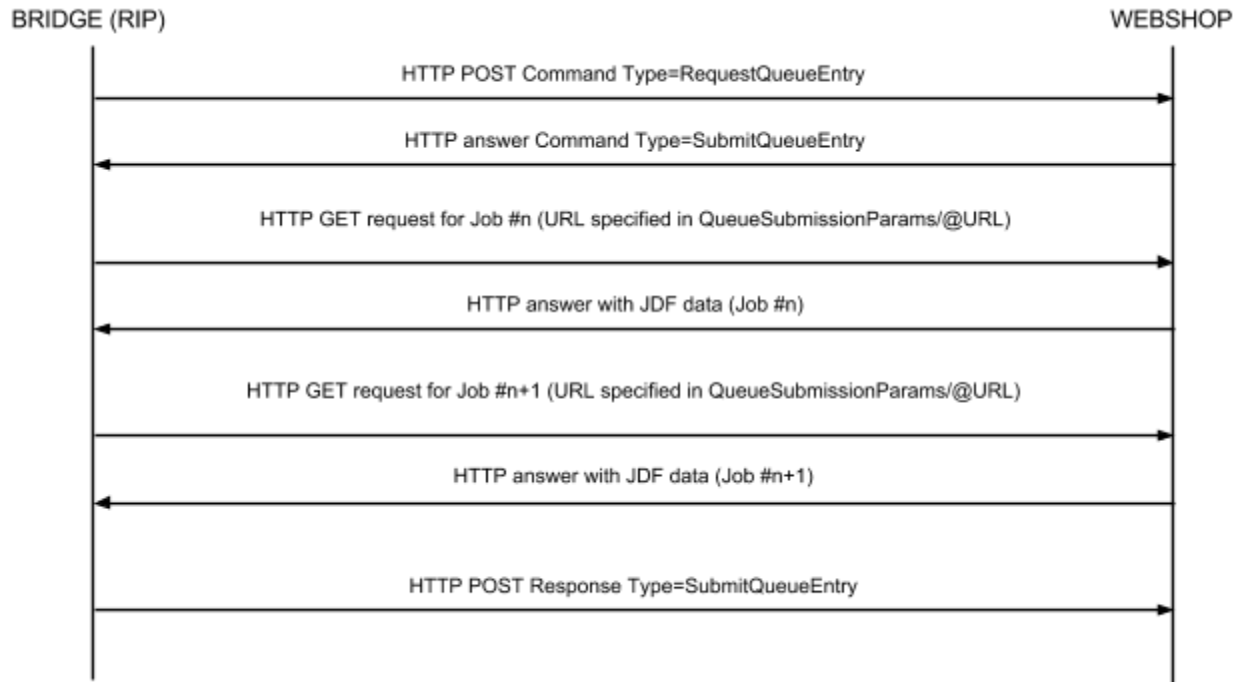 BRIDGE (RIP)
WEBSHOP
HTTP POST Command Type=RequestQueueEntry
HTTP answer Command Type=SubmitQueueEntry
HTTP GET request for Job #n (URL specified in QueueSubmissionParams/@URL)
HTTP answer with JDF data (Job #n)
HTTP GET request for Job #n+1 (URL specified in QueueSubmissionParams/@URL)
HTTP answer with JDF data (Job #n+1)
HTTP POST Response Type=SubmitQueueEntry